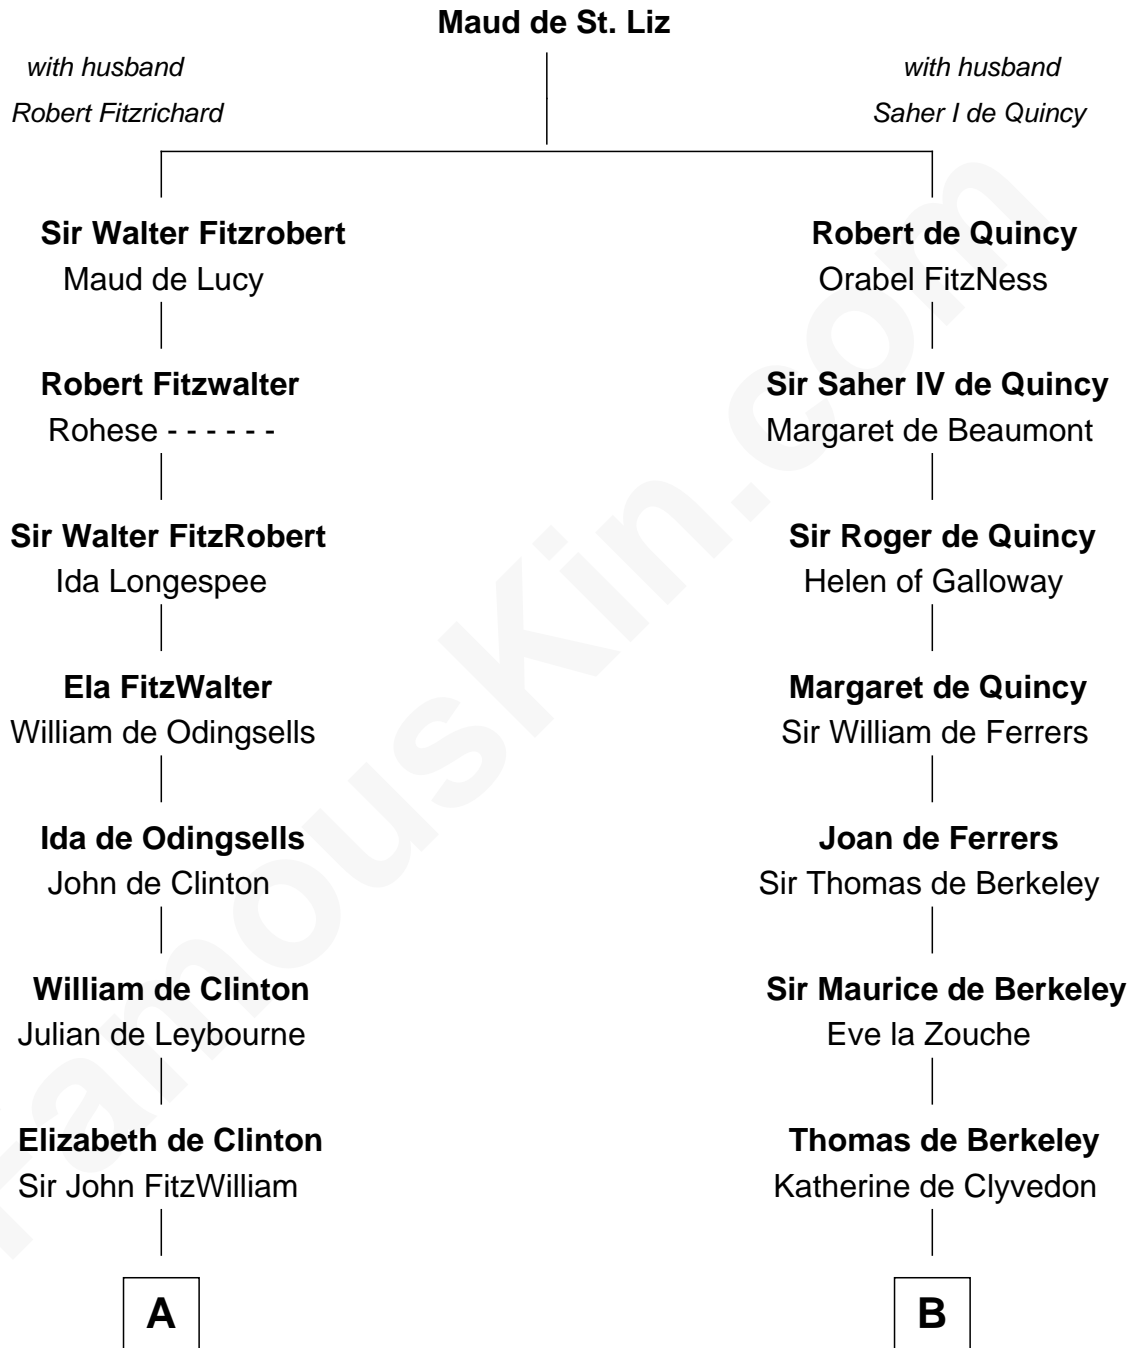 Maud de St. Liz
with husband
Robert Fitzrichard
with husband
Saher I de Quincy
Sir Walter Fitzrobert
Maud de Lucy
Robert de Quincy
Orabel FitzNess
Robert Fitzwalter
Rohese - - - - - -
Sir Saher IV de Quincy
Margaret de Beaumont
Sir Walter FitzRobert
Ida Longespee
Sir Roger de Quincy
Helen of Galloway
Ela FitzWalter
William de Odingsells
Margaret de Quincy
Sir William de Ferrers
Ida de Odingsells
John de Clinton
Joan de Ferrers
Sir Thomas de Berkeley
William de Clinton
Julian de Leybourne
Sir Maurice de Berkeley
Eve la Zouche
Elizabeth de Clinton
Sir John FitzWilliam
Thomas de Berkeley
Katherine de Clyvedon
A
B
FamousKin.com